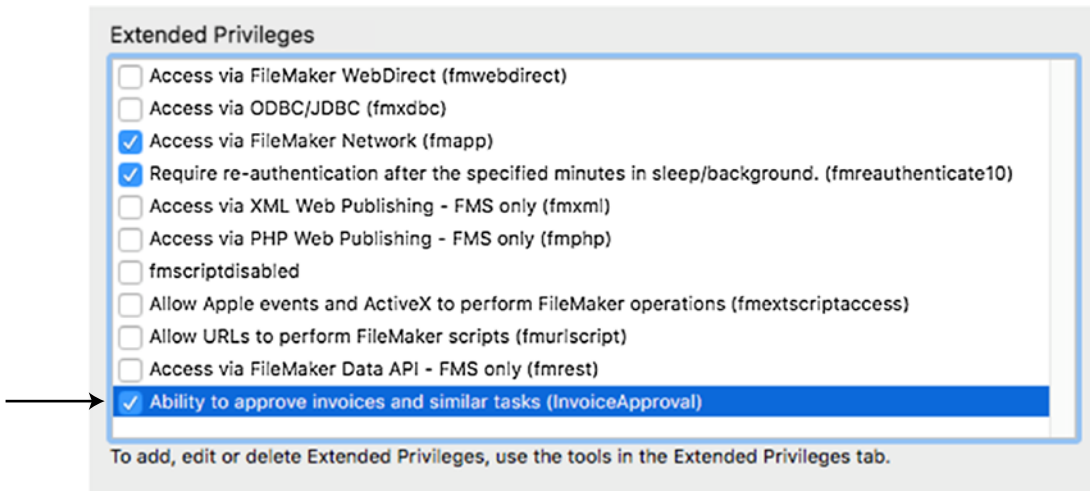 Extended Privileges
Access via FileMaker WebDirect (fmwebdirect)
Access via ODBC/JDBC (fmxdbc)
Access via FileMaker Network (fmapp)
Require re-authentication after the specified minutes in sleep/background. (fmreauthenticate10)
Access via XML Web Publishing - FMS only (fmxml)
Access via PHP Web Publishing - FMS only (fmphp)
fmscriptdisabled
Allow Apple events and ActiveX to perform FileMaker operations (fmextscriptaccess)
Allow URLs to perform FileMaker scripts (fmurlscript)
Access via FileMaker Data API - FMS only (fmrest)
Ability to approve invoices and similar tasks (InvoiceApproval)
To add, edit or delete Extended Privileges, use the tools in the Extended Privileges tab.